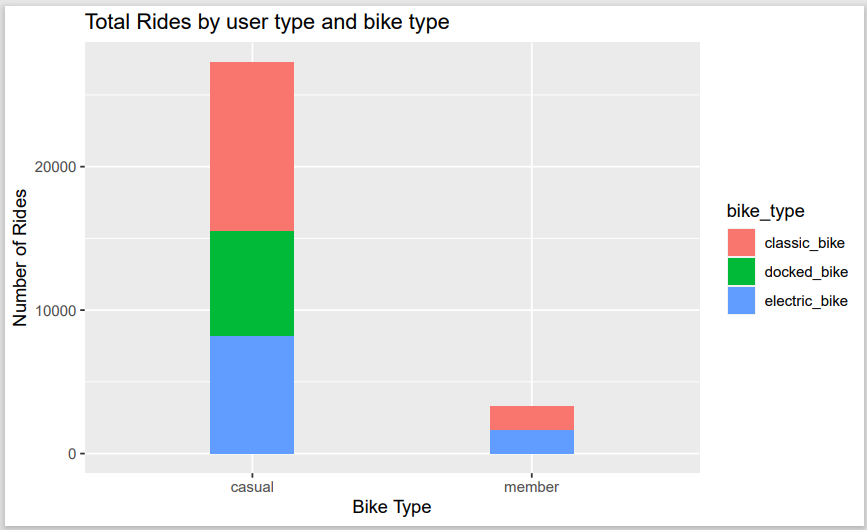 Total Rides by user type and bike type
Number of Rides
20000
10000
0
casual
member
Bike Type
bike_type
classic_bike
docked_bike
electric_bike